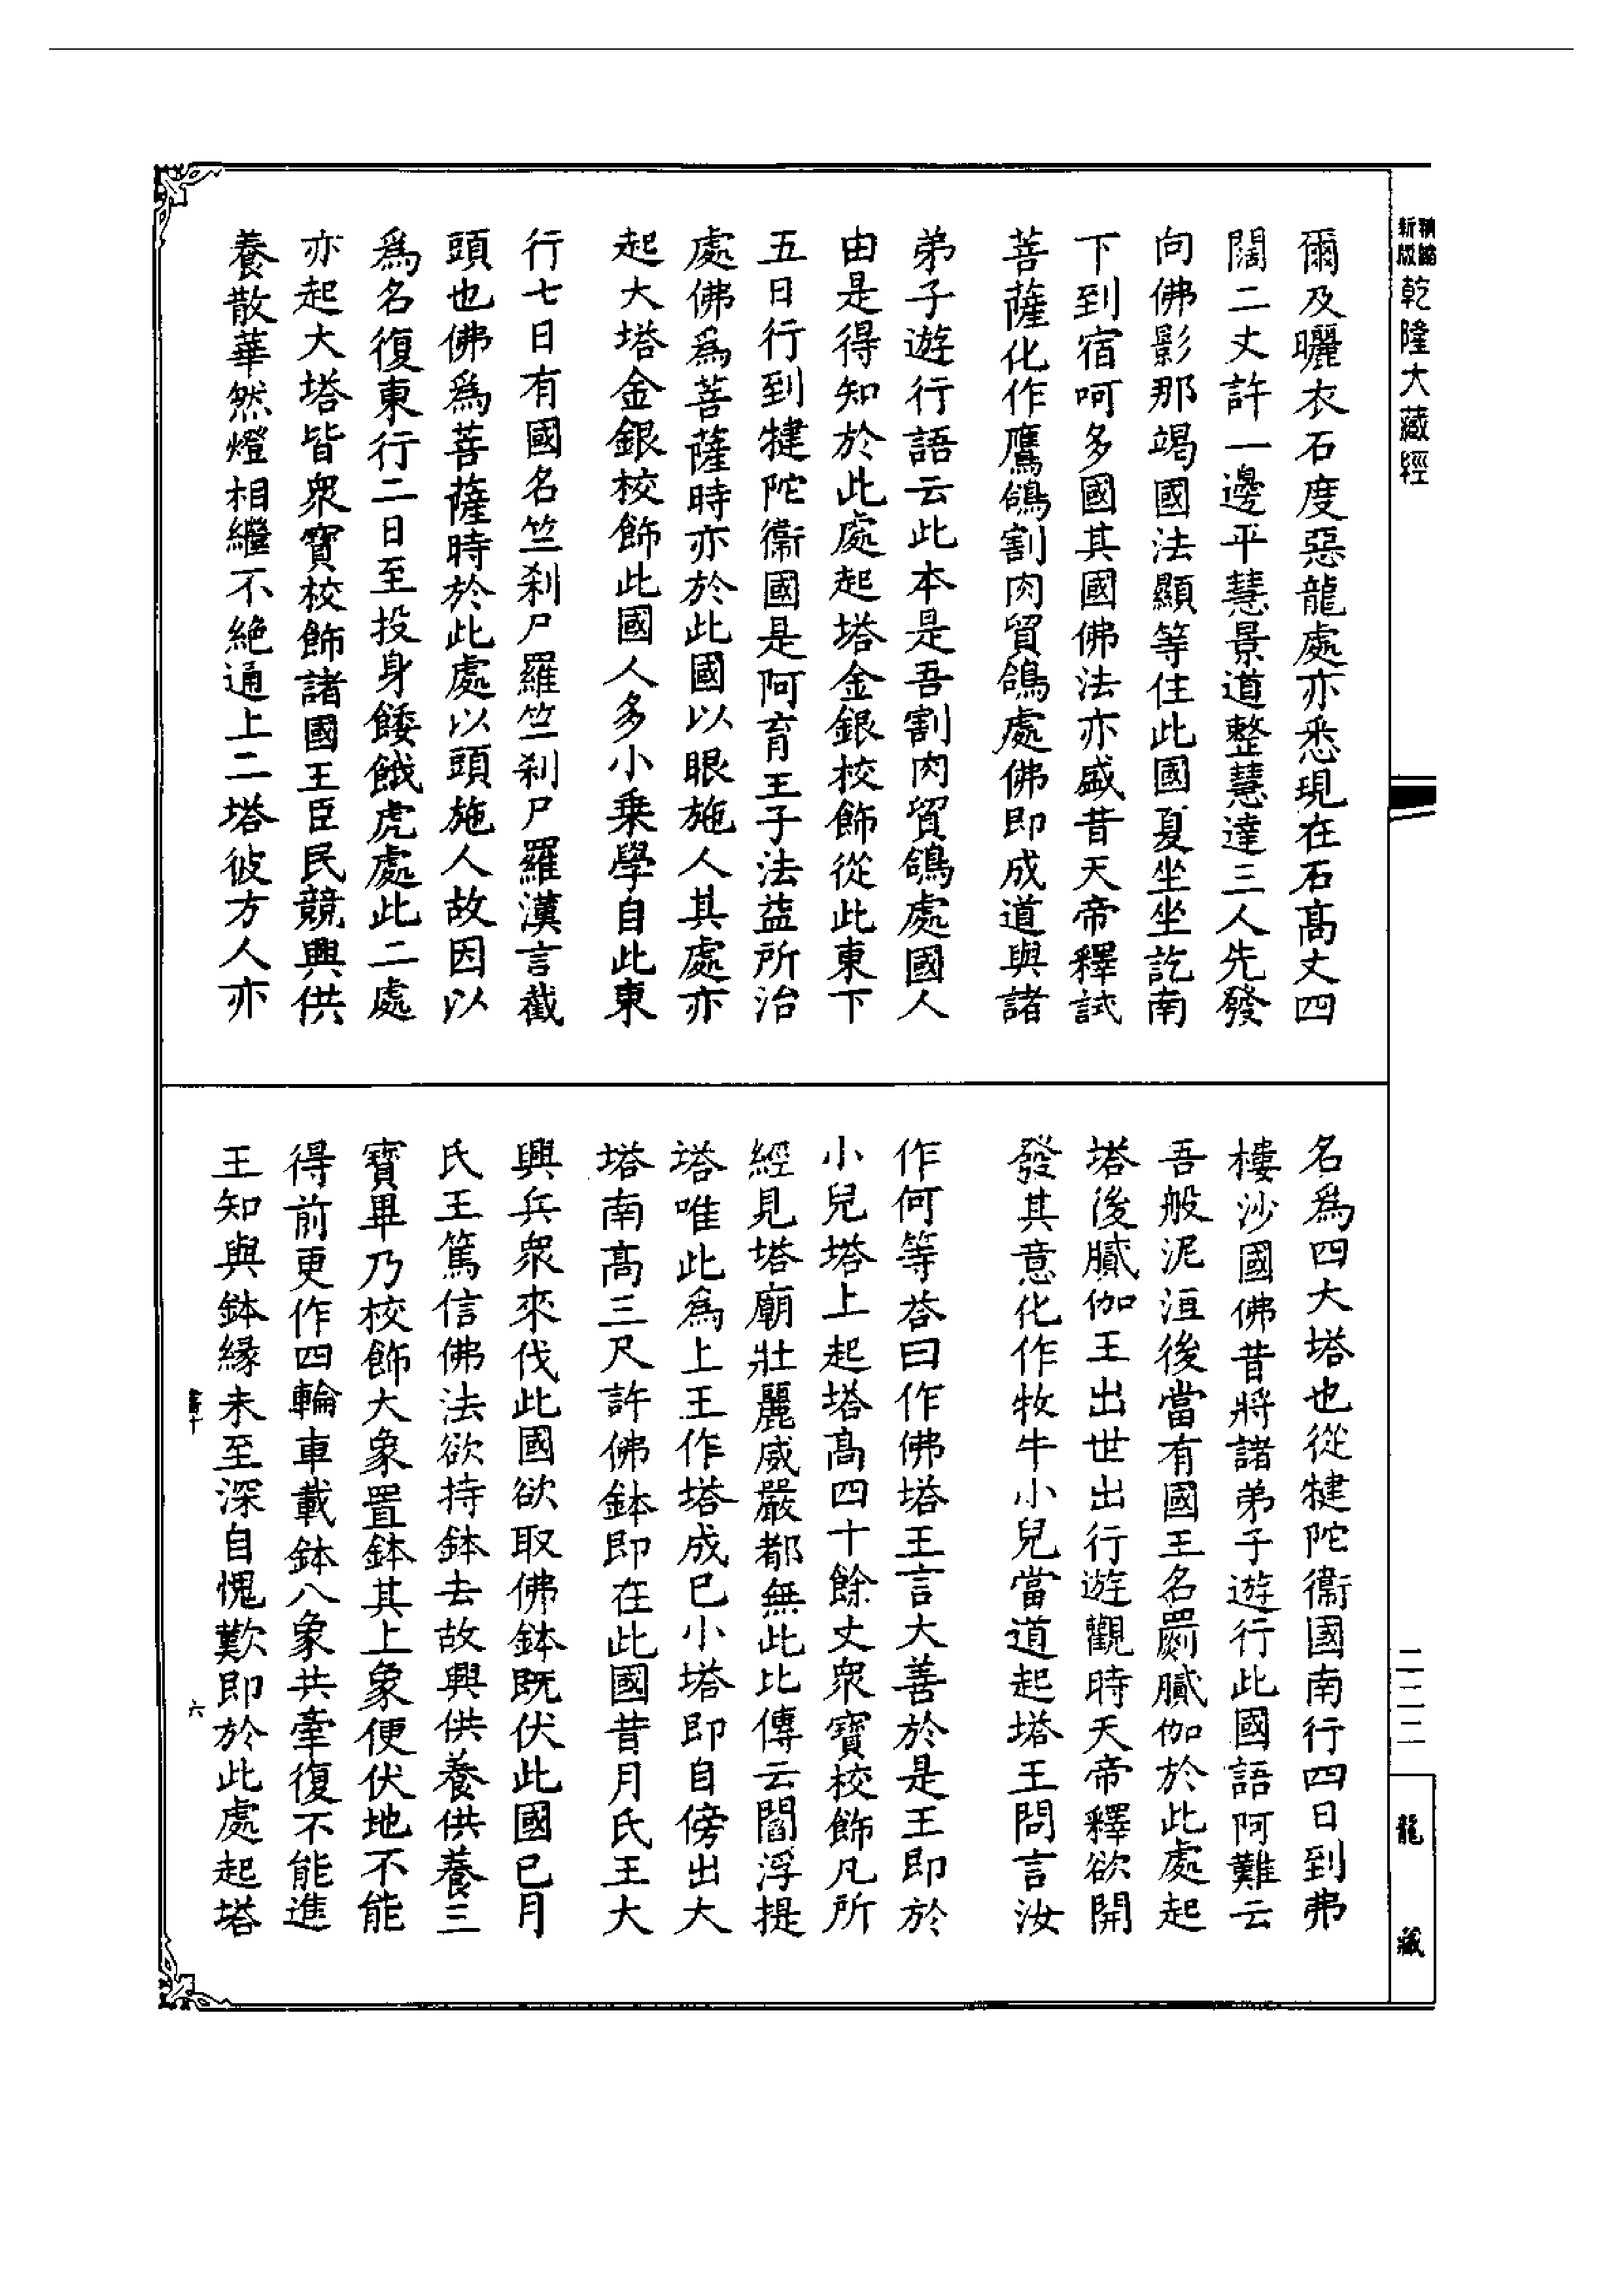 精縮
新版
乾隆大藏經
爾及曬衣石度惡龍處亦悉現在石高丈四
闊二丈許一邊平慧景道整慧達三人先發
向佛影那竭國法顯等住此國夏坐坐訖南
下到宿呵多國其國佛法亦盛昔天帝釋試
菩薩化作鷹鴿割肉貿鴿處佛即成道與諸
弟子遊行語云此本是吾割肉貿鴿處國人
由是得知於此處起塔金銀校飾從此東下
五日行到犍陀衞國是阿育王子法益所治
處佛爲菩薩時亦於此國以眼施人其處亦
起大塔金銀校飾此國人多小乗學自此東
行七日有國名竺刹尸羅竺刹尸羅漢言截
頭也佛爲菩薩時於此處以頭施人故因以
爲名復東行二日至投身餧餓虎處此二處
亦起大塔皆衆寶校飾諸國王臣民競興供
養散華然燈相繼不絶通上二塔彼方人亦
名爲四大塔也從犍陀衞國南行四日到弗
樓沙國佛昔將諸弟子遊行此國語阿難云
吾般泥洹後當有國王名罽膩伽於此處起
塔後膩伽王出世出行遊觀時天帝釋欲開
發其意化作牧牛小兒當道起塔王問言汝
作何等荅曰作佛塔王言大善於是王即於
小兒塔上起塔高四十餘丈衆寶校飾凡所
經見塔廟壯麗威嚴都無此比傳云閻浮提
塔唯此爲上王作塔成已小塔即自傍出大
塔南高三尺許佛鉢即在此國昔月氏王大
興兵衆來伐此國欲取佛鉢既伏此國已月
氏王篤信佛法欲持鉢去故興供養供養三
寶畢乃校飾大象置鉢其上象便伏地不能
得前更作四輪車載鉢八象共牽復不能進
王知與鉢緣未至深自愧歎即於此處起塔
六
二二二
龍藏